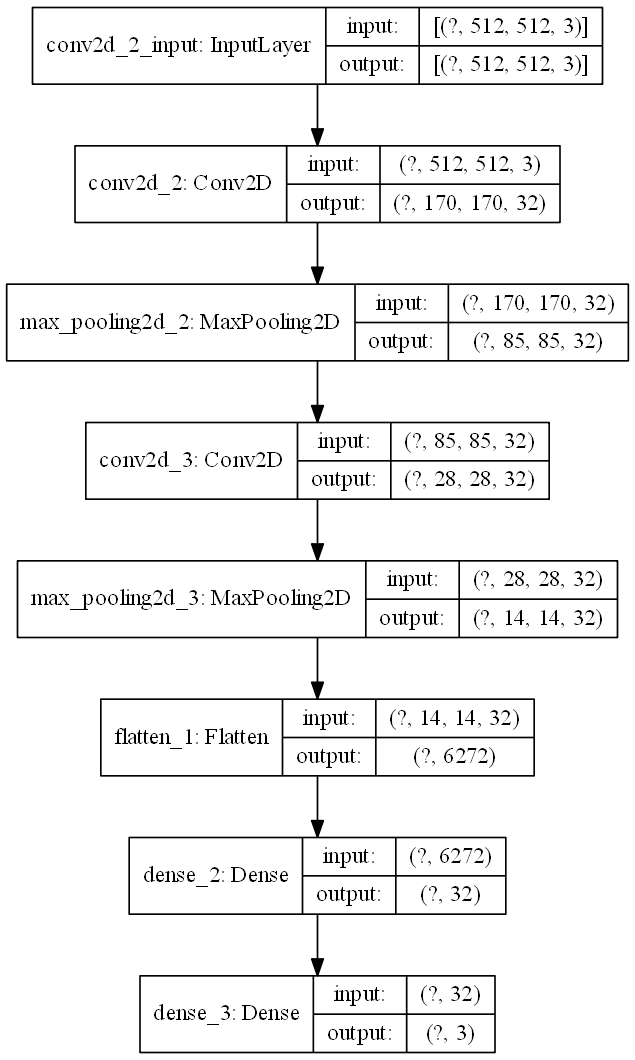 conv2d_2_input: InputLayer
input:
[(?, 512, 512, 3)]
output:
[(?, 512, 512, 3)]
conv2d_2: Conv2D
input:
(?, 512, 512, 3)
output:
(?, 170, 170, 32)
max_pooling2d_2: MaxPooling2D
input:
(?, 170, 170, 32)
output:
(?, 85, 85, 32)
conv2d_3: Conv2D
input:
(?, 85, 85, 32)
output:
(?, 28, 28, 32)
max_pooling2d_3: MaxPooling2D
input:
(?, 28, 28, 32)
output:
(?, 14, 14, 32)
flatten_1: Flatten
input:
(?, 14, 14, 32)
output:
(?, 6272)
dense_2: Dense
input:
(?, 6272)
output:
(?, 32)
dense_3: Dense
input:
(?, 32)
output:
(?, 3)